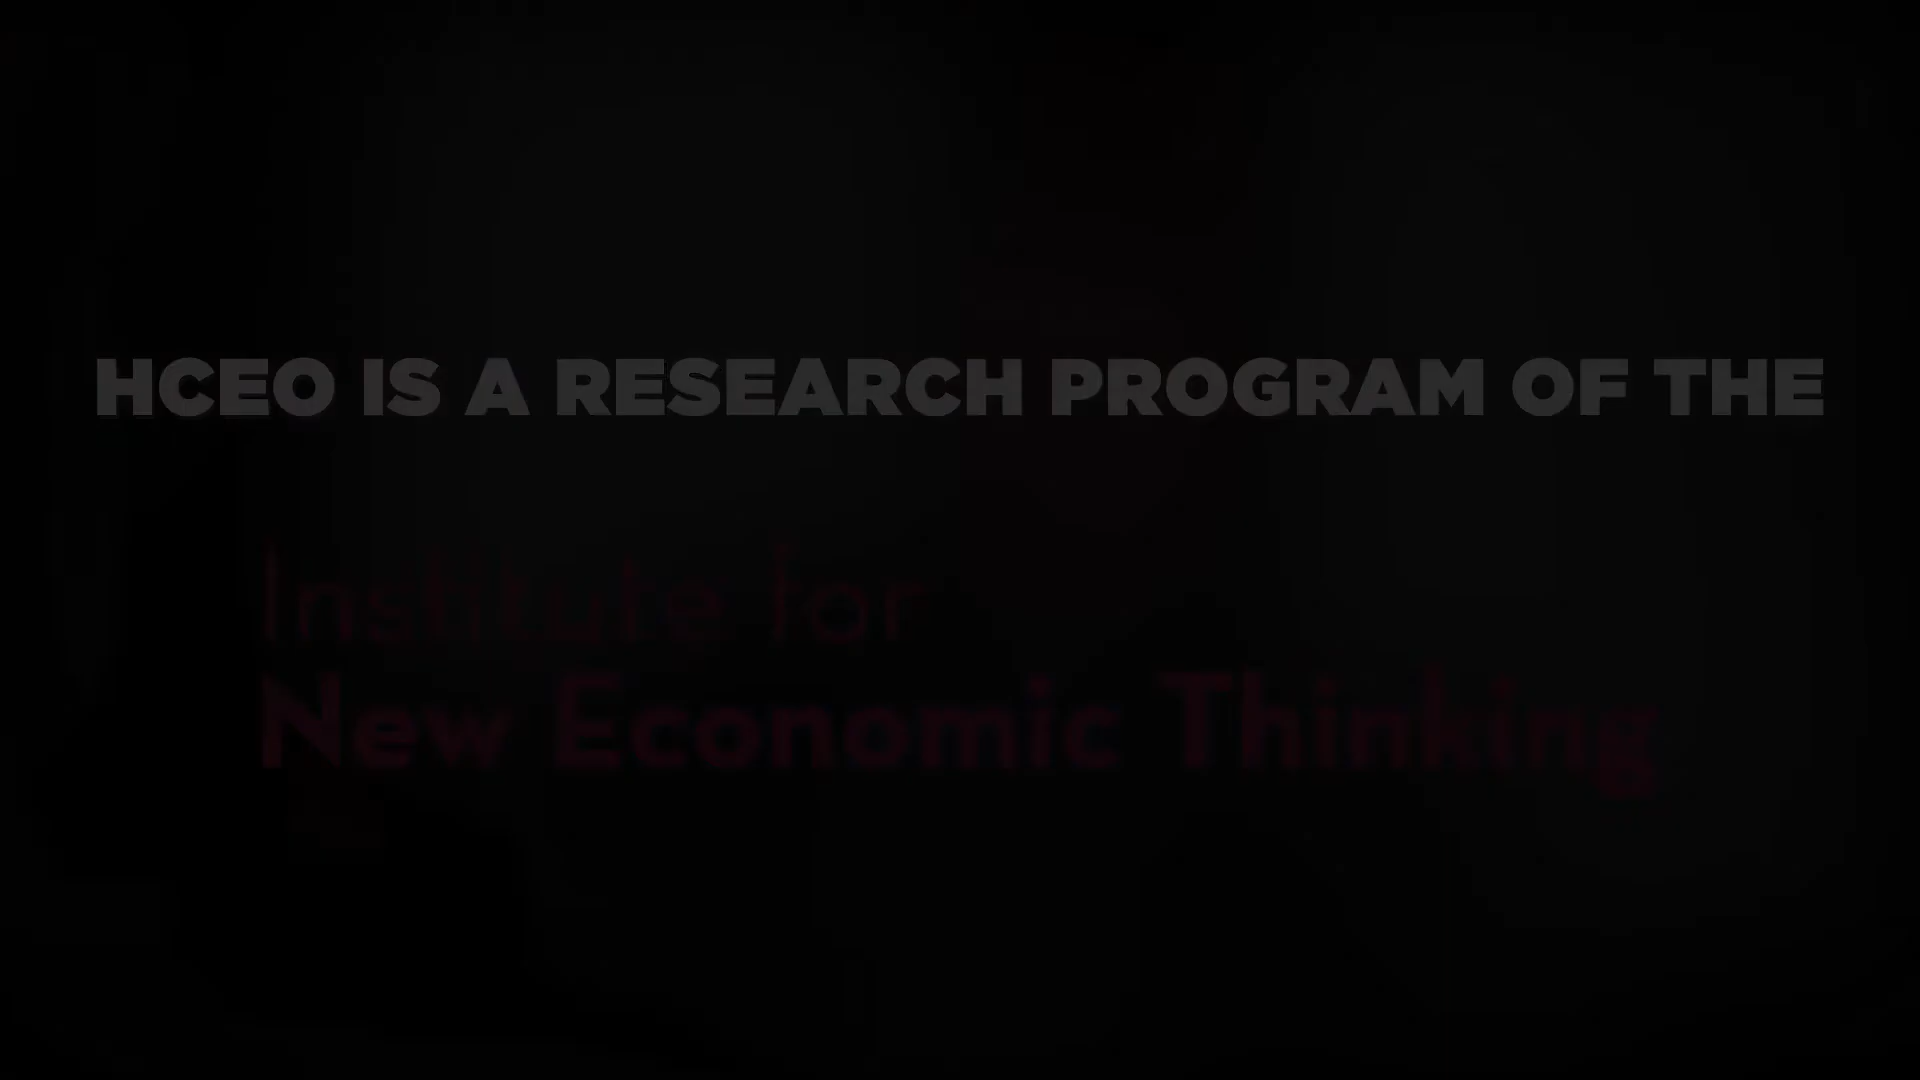 HCEO IS A RESEARCH PROGRAM OF THE
Institute for
New Economic Thinking